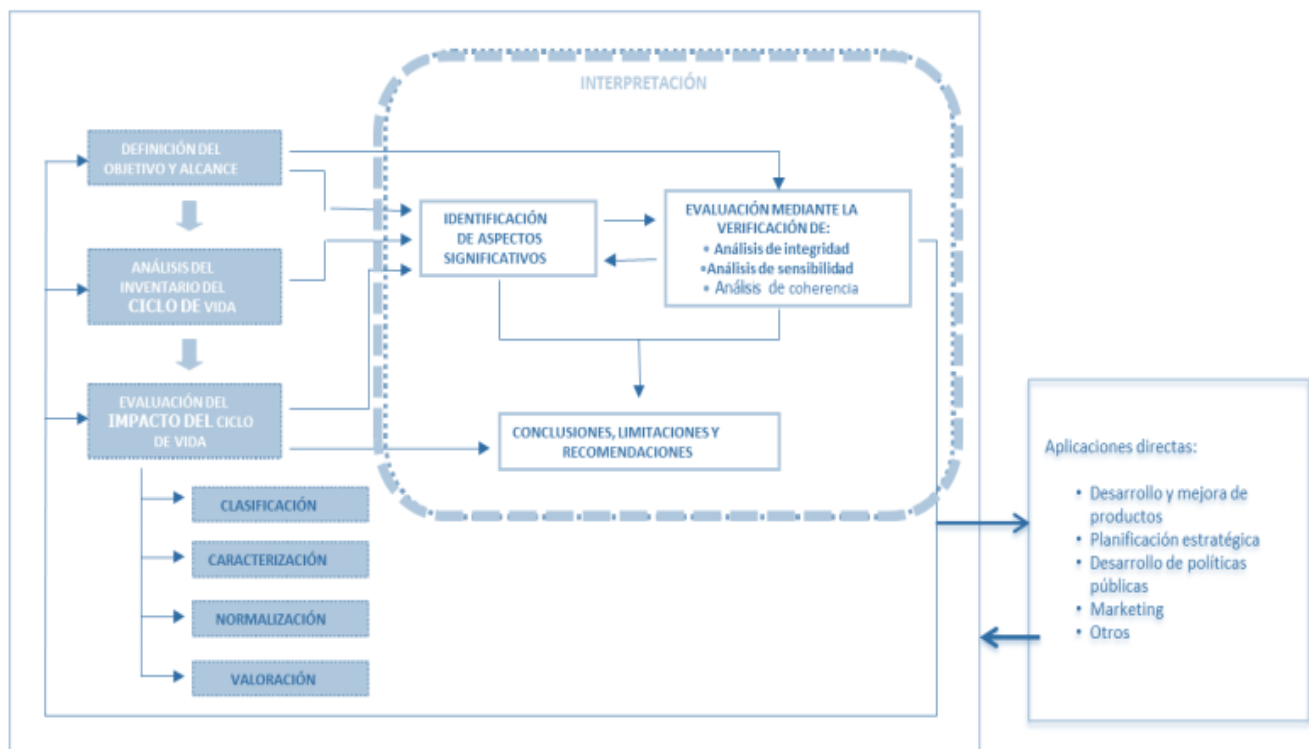 INTERPRETACIÓN
DEFINICIÓN DEL
OBJETIVO Y ALCANCE
ANÁLISIS DEL
INVENTARIO DEL
CICLO DE VIDA
EVALUACIÓN DEL
IMPACTO DEL CICLO
DE VIDA
CLASIFICACIÓN
CARACTERIZACIÓN
NORMALIZACIÓN
VALORACIÓN
IDENTIFICACIÓN
DE ASPECTOS
SIGNIFICATIVOS
EVALUACIÓN MEDIANTE LA
VERIFICACIÓN DE:
• Análisis de integridad
•Análisis de sensibilidad
• Análisis de coherencia
CONCLUSIONES, LIMITACIONES Y
RECOMENDACIONES
Aplicaciones directas:
• Desarrollo y mejora de
productos
• Planificación estratégica
• Desarrollo de políticas
públicas
• Marketing
• Otros